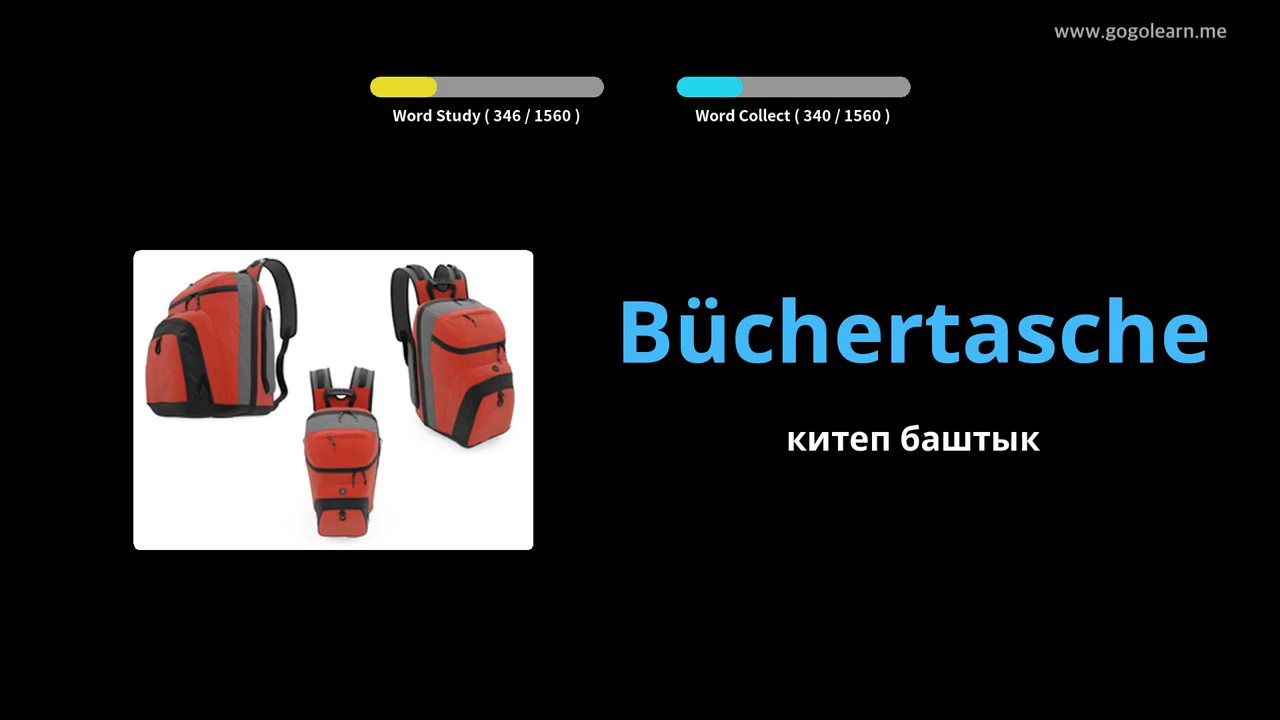 www.gogolearn.me
Word Study ( 346 / 1560 )
Word Collect ( 340 / 1560 )
Büchertasche
китеп баштык